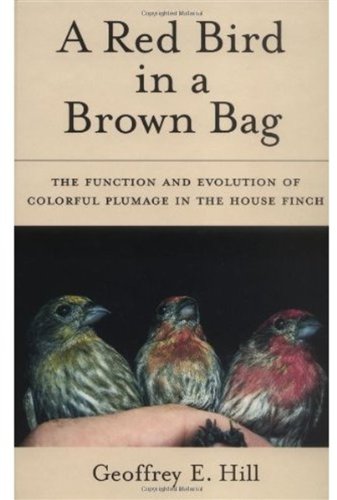 A Red Bird
in a
Brown Bag
THE FUNCTION AND EVOLUTION OF
COLORFUL PLUMAGE IN THE HOUSE FINCH
Geoffrey E. Hill